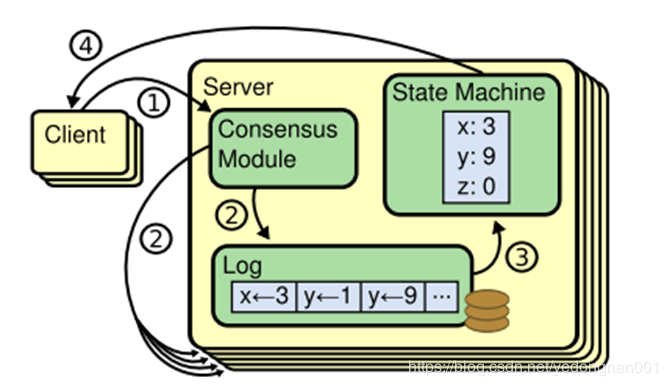 ④
①
Server
State Machine
Client
Consensus
Module
x: 3
y: 9
z: 0
②
②
③
Log
x←3 y←1 y←9 ...
https://blog.csdn.net/yedongnan001